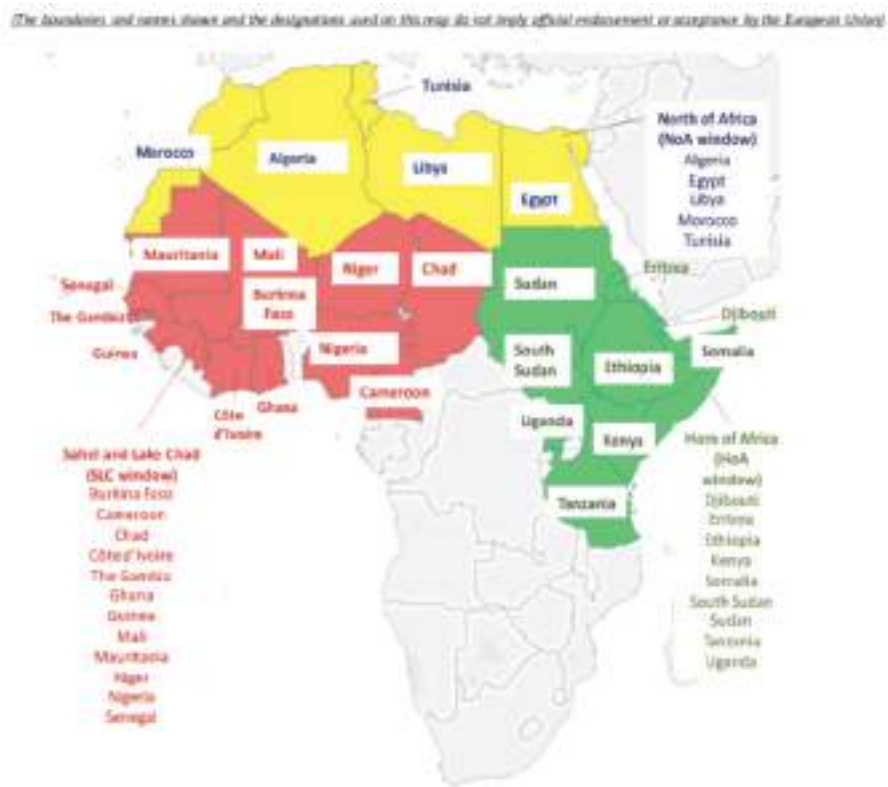 (The boundaries and names shown and the designations used on this map do not imply official endorsement or acceptance by the European Union)
Tunisia
Morocco
Algeria
Libya
Egypt
North of Africa
(NoA window)
Algeria
Egypt
Libya
Morocco
Tunisia
Mauritania
Mali
Niger
Chad
Sudan
Eritrea
Senegal
Burkina
Faso
The Gambia
Djibouti
Guinea
Nigeria
South
Sudan
Ethiopia
Somalia
Cameroon
Côte
d'Ivoire
Ghana
Uganda
Kenya
Tanzania
Sahel and Lake Chad
(SLC window)
Burkina Faso
Cameroon
Chad
Côte d'Ivoire
The Gambia
Ghana
Guinea
Mali
Mauritania
Niger
Nigeria
Senegal
Horn of Africa
(HoA
window)
Djibouti
Eritrea
Ethiopia
Kenya
Somalia
South Sudan
Sudan
Tanzania
Uganda